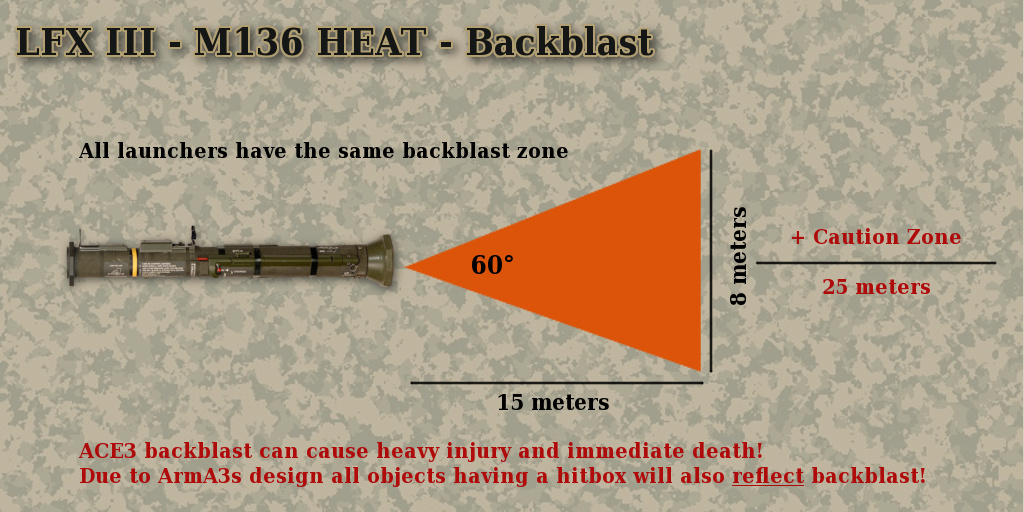 LFX III - M136 HEAT - Backblast
All launchers have the same backblast zone
60°
8 meters
+ Caution Zone
25 meters
15 meters
ACE3 backblast can cause heavy injury and immediate death!
Due to ArmA3s design all objects having a hitbox will also reflect backblast!